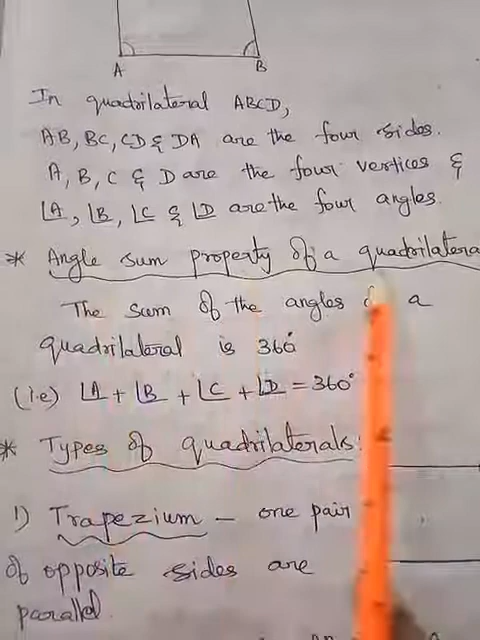 A B
In quadrilateral ABCD,
AB, BC, CD & DA are the four sides.
A, B, C & D are the four vertices &
∠A, ∠B, ∠C & ∠D are the four angles.
* Angle sum property of a quadrilatera
The sum of the angles a
quadrilateral is 360°
(i.e) ∠A + ∠B + ∠C + ∠D = 360°
* Types of quadrilaterals:
1) Trapezium - one pair
of opposite sides are
parallel.